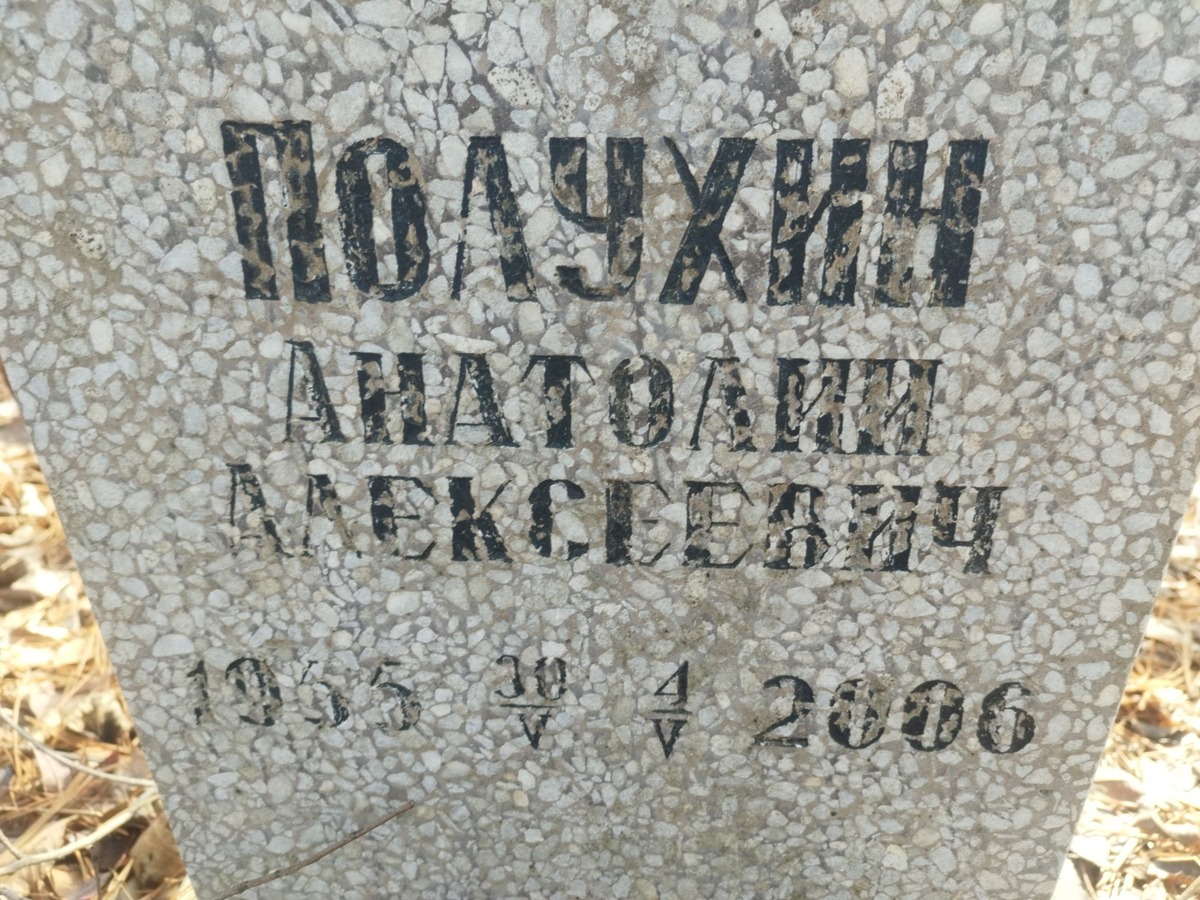 Полухин
Анатолий
Алексеевич
1955 30/V 4/V 2006